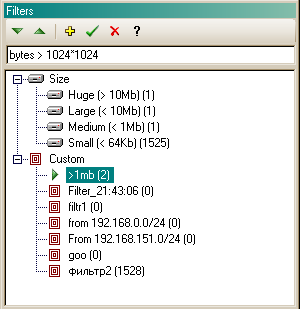 Filters
?
bytes > 1024*1024
Size
Huge (> 10Mb) (1)
Large (< 10Mb) (1)
Medium (< 1Mb) (1)
Small (< 64Kb) (1525)
Custom
>1mb (2)
Filter_21:43:06 (0)
filtr1 (0)
from 192.168.0.0/24 (0)
From 192.168.151.0/24 (0)
goo (0)
фильтр2 (1528)